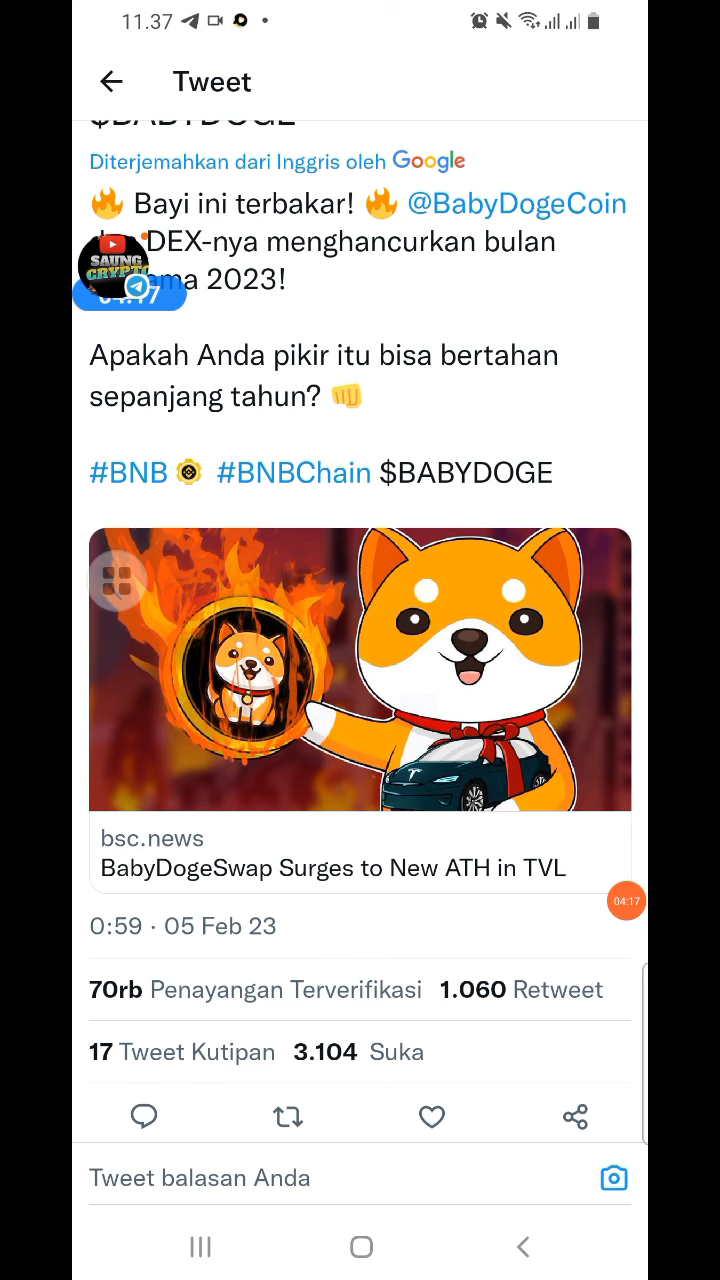 11.37
Tweet
$BABYDOGE
Diterjemahkan dari Inggris oleh Google
Bayi ini terbakar! @BabyDogeCoin
DEX-nya menghancurkan bulan
SAUNG
CRYPTO
2023!
04:17
Apakah Anda pikir itu bisa bertahan
sepanjang tahun?
#BNB #BNBChain $BABYDOGE
bsc.news
BabyDogeSwap Surges to New ATH in TVL
04:17
0:59 · 05 Feb 23
70rb Penayangan Terverifikasi 1.060 Retweet
17 Tweet Kutipan 3.104 Suka
Tweet balasan Anda